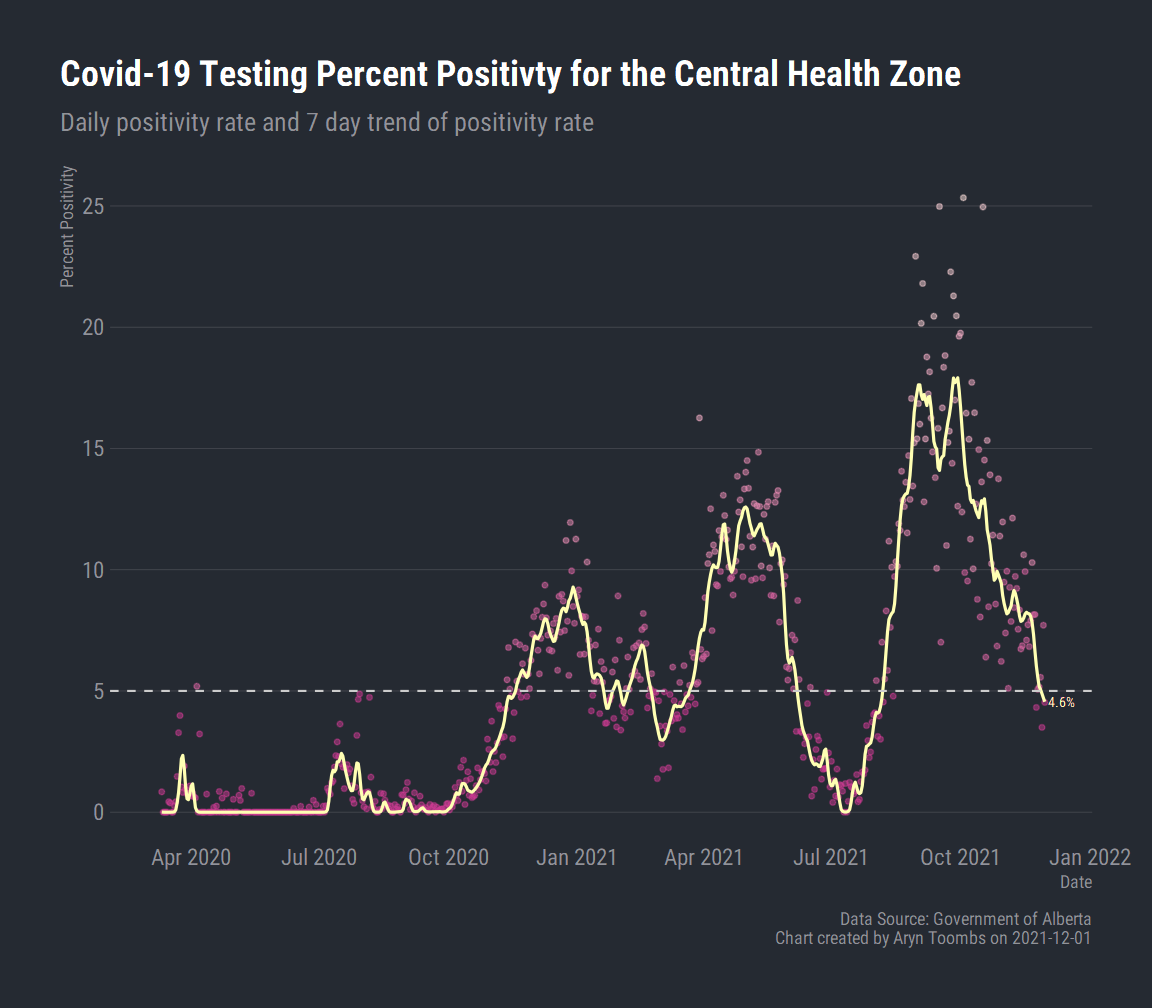 Covid-19 Testing Percent Positivty for the Central Health Zone
Daily positivity rate and 7 day trend of positivity rate
Percent Positivity
25
20
15
10
5
0
4.6%
Apr 2020
Jul 2020
Oct 2020
Jan 2021
Apr 2021
Jul 2021
Oct 2021
Jan 2022
Date
Data Source: Government of Alberta
Chart created by Aryn Toombs on 2021-12-01